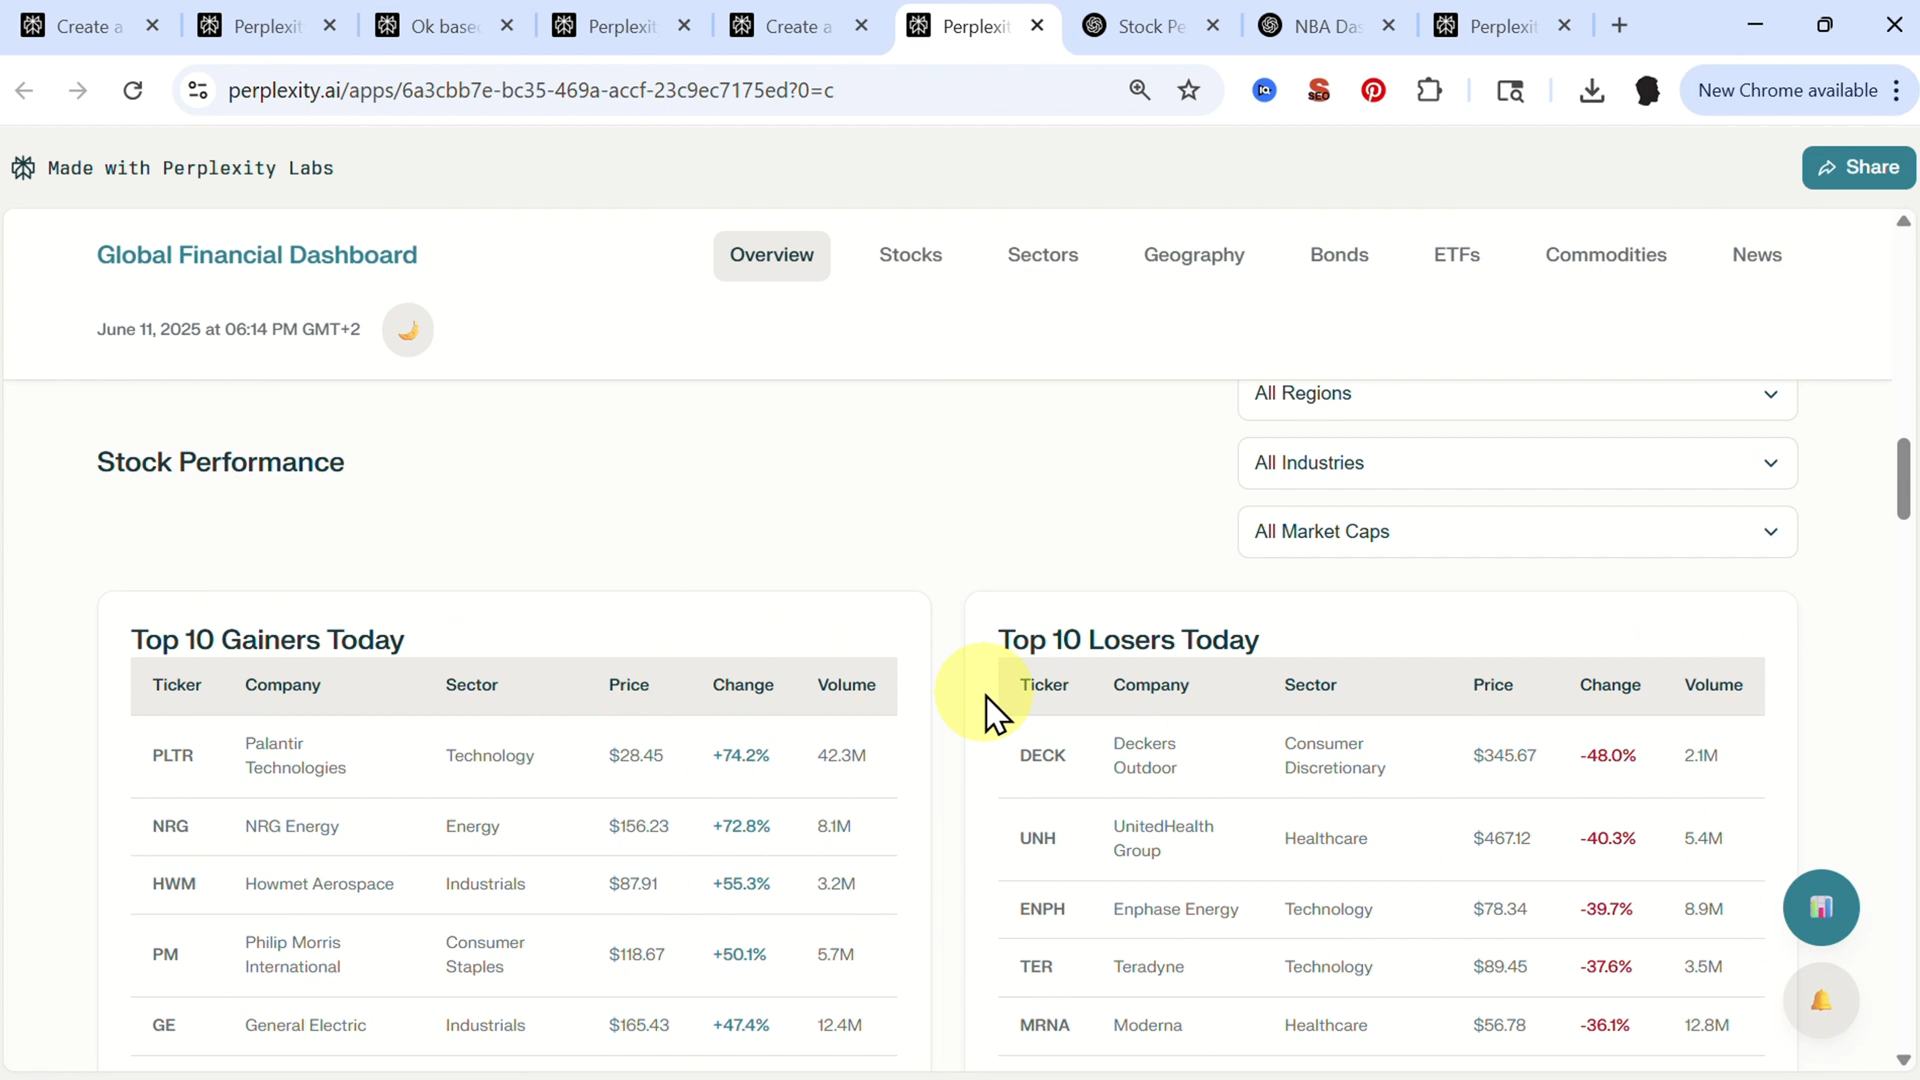 Create a
Perplexit
Ok base
Perplexit
Create a
Perplexit
Stock Pe
NBA Das
Perplexit
perplexity.ai/apps/6a3cbb7e-bc35-469a-accf-23c9ec7175ed?0=c
IQ
SEO
New Chrome available
Made with Perplexity Labs
Share
Global Financial Dashboard
Overview
Stocks
Sectors
Geography
Bonds
ETFs
Commodities
News
June 11, 2025 at 06:14 PM GMT+2
All Regions
Stock Performance
All Industries
All Market Caps
Top 10 Gainers Today
Ticker Company Sector Price Change Volume
PLTR Palantir Technologies Technology $28.45 +74.2% 42.3M
NRG NRG Energy Energy $156.23 +72.8% 8.1M
HWM Howmet Aerospace Industrials $87.91 +55.3% 3.2M
PM Philip Morris International Consumer Staples $118.67 +50.1% 5.7M
GE General Electric Industrials $165.43 +47.4% 12.4M
Top 10 Losers Today
Ticker Company Sector Price Change Volume
DECK Deckers Outdoor Consumer Discretionary $345.67 -48.0% 2.1M
UNH UnitedHealth Group Healthcare $467.12 -40.3% 5.4M
ENPH Enphase Energy Technology $78.34 -39.7% 8.9M
TER Teradyne Technology $89.45 -37.6% 3.5M
MRNA Moderna Healthcare $56.78 -36.1% 12.8M